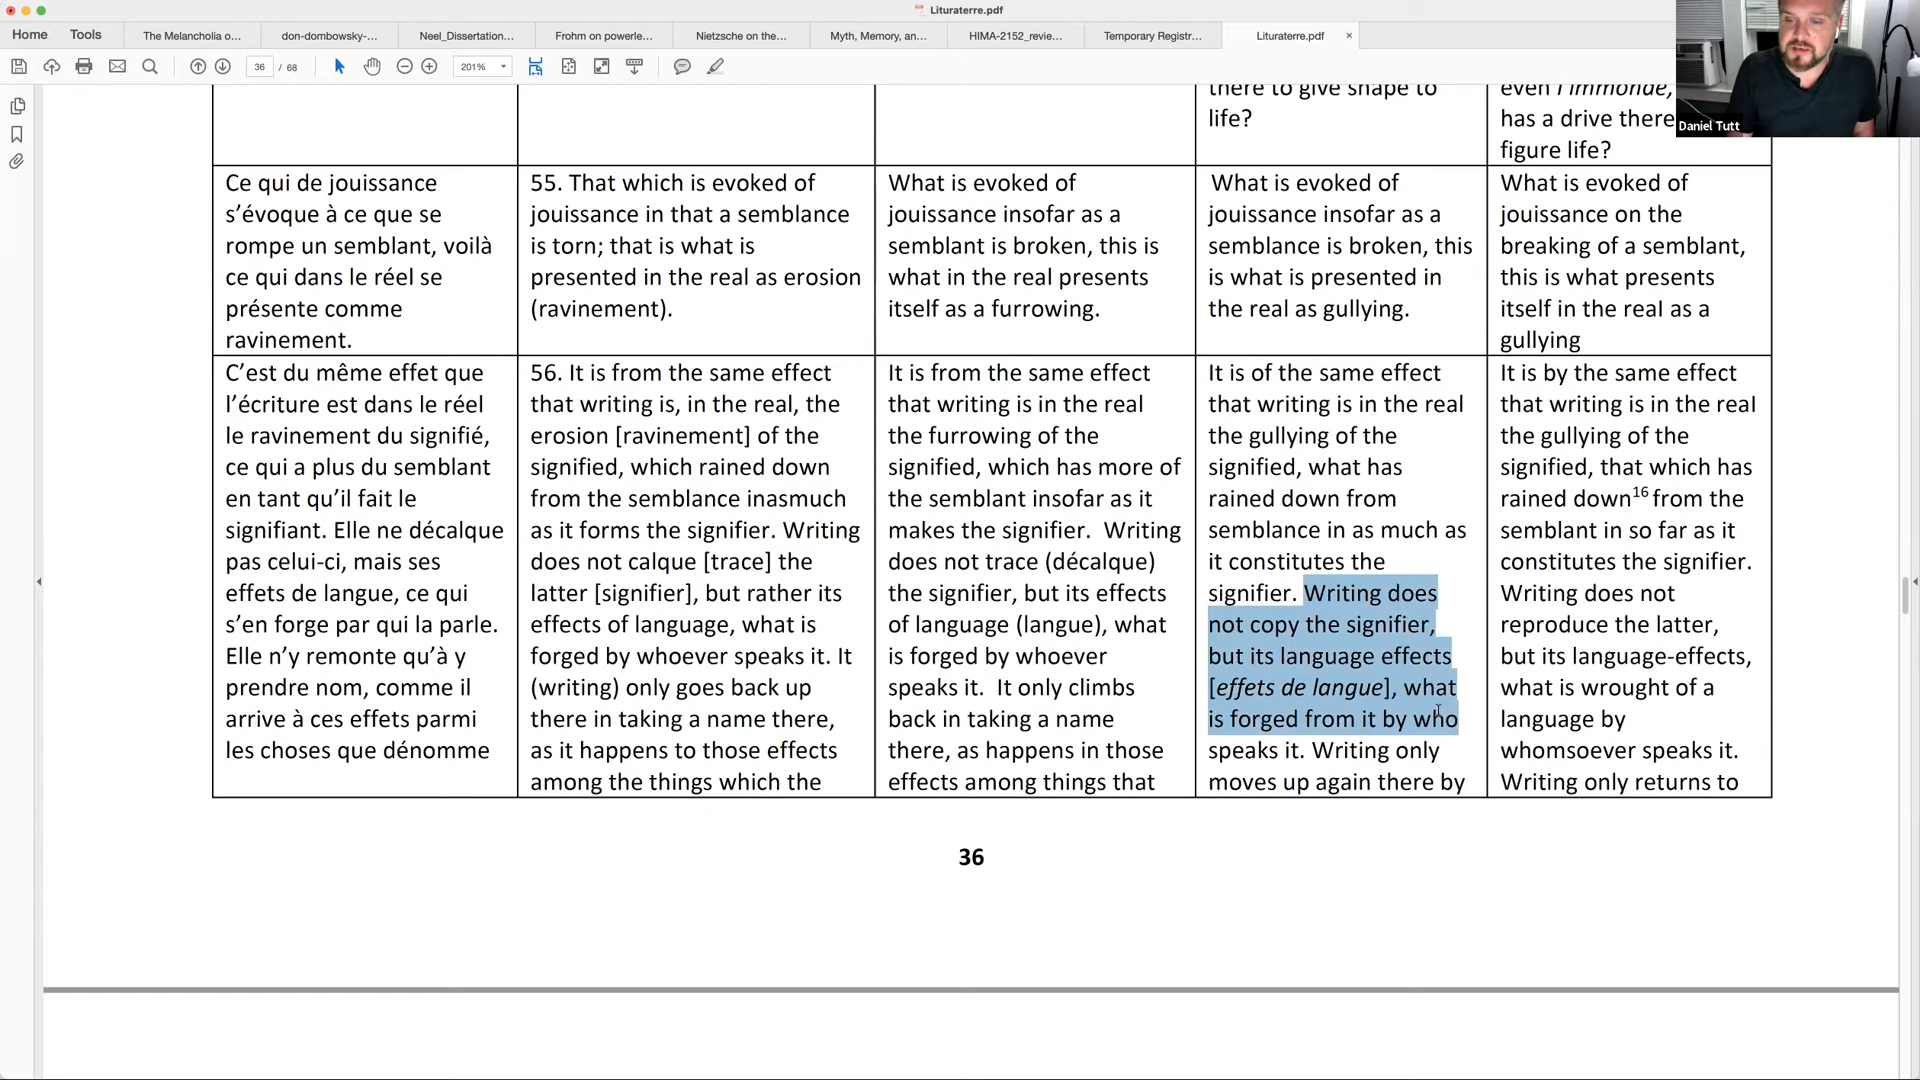 Lituraterre.pdf
Home
Tools
The Melancholia o...
don-dombowsky-...
Neel_Dissertation...
Frohm on powerle...
Nietzsche on the...
Myth, Memory, an...
HIMA-2152_revie...
Temporary Registr...
Lituraterre.pdf
36 / 68
201%
Daniel Tutt
there to give shape to
life?
even l'immonde,
has a drive there
figure life?
Ce qui de jouissance
s'évoque à ce que se
rompe un semblant, voilà
ce qui dans le réel se
présente comme
ravinement.
55. That which is evoked of
jouissance in that a semblance
is torn; that is what is
presented in the real as erosion
(ravinement).
What is evoked of
jouissance insofar as a
semblant is broken, this is
what in the real presents
itself as a furrowing.
What is evoked of
jouissance insofar as a
semblance is broken, this
is what is presented in
the real as gullying.
What is evoked of
jouissance on the
breaking of a semblant,
this is what presents
itself in the real as a
gullying
C'est du même effet que
l'écriture est dans le réel
le ravinement du signifié,
ce qui a plus du semblant
en tant qu'il fait le
signifiant. Elle ne décalque
pas celui-ci, mais ses
effets de langue, ce qui
s'en forge par qui la parle.
Elle n'y remonte qu'à y
prendre nom, comme il
arrive à ces effets parmi
les choses que dénomme
56. It is from the same effect
that writing is, in the real, the
erosion [ravinement] of the
signified, which rained down
from the semblance inasmuch
as it forms the signifier. Writing
does not calque [trace] the
latter [signifier], but rather its
effects of language, what is
forged by whoever speaks it. It
(writing) only goes back up
there in taking a name there,
as it happens to those effects
among the things which the
It is from the same effect
that writing is in the real
the furrowing of the
signified, which has more of
the semblant insofar as it
makes the signifier. Writing
does not trace (décalque)
the signifier, but its effects
of language (langue), what
is forged by whoever
speaks it. It only climbs
back in taking a name
there, as happens in those
effects among things that
It is of the same effect
that writing is in the real
the gullying of the
signified, what has
rained down from
semblance in as much as
it constitutes the
signifier. Writing does
not copy the signifier,
but its language effects
[effets de langue], what
is forged from it by who
speaks it. Writing only
moves up again there by
It is by the same effect
that writing is in the real
the gullying of the
signified, that which has
rained down16 from the
semblant in so far as it
constitutes the signifier.
Writing does not
reproduce the latter,
but its language-effects,
what is wrought of a
language by
whomsoever speaks it.
Writing only returns to
36